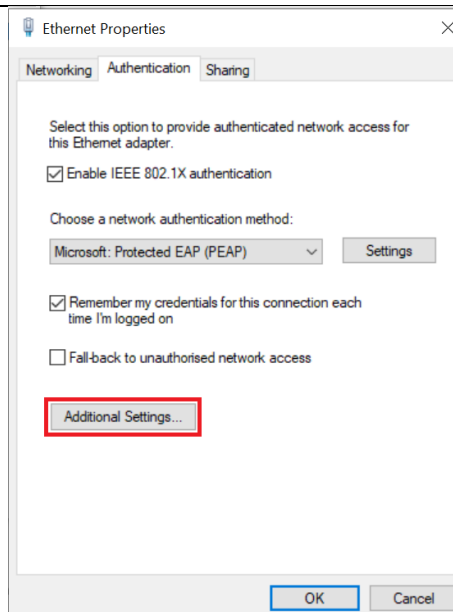 Ethernet Properties
Networking Authentication Sharing
Select this option to provide authenticated network access for
this Ethernet adapter.
Enable IEEE 802.1X authentication
Choose a network authentication method:
Microsoft: Protected EAP (PEAP) Settings
Remember my credentials for this connection each
time I'm logged on
Fall-back to unauthorised network access
Additional Settings...
OK Cancel